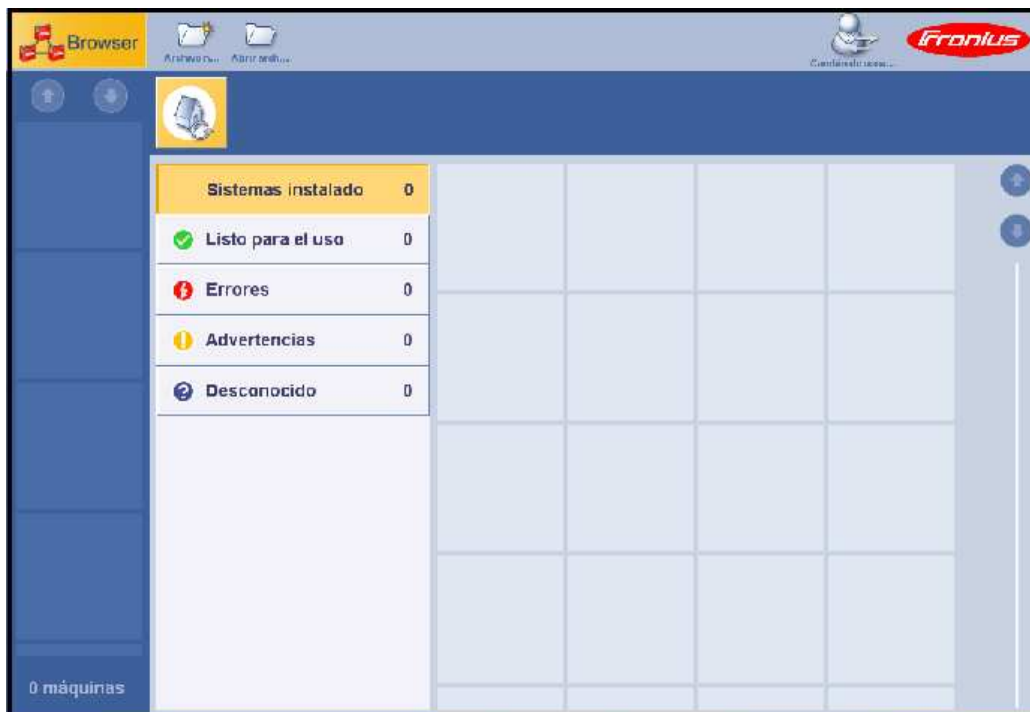 Browser
Fronius
Sistemas instalado 0
Listo para el uso 0
Errores 0
Advertencias 0
Desconocido 0
0 máquinas